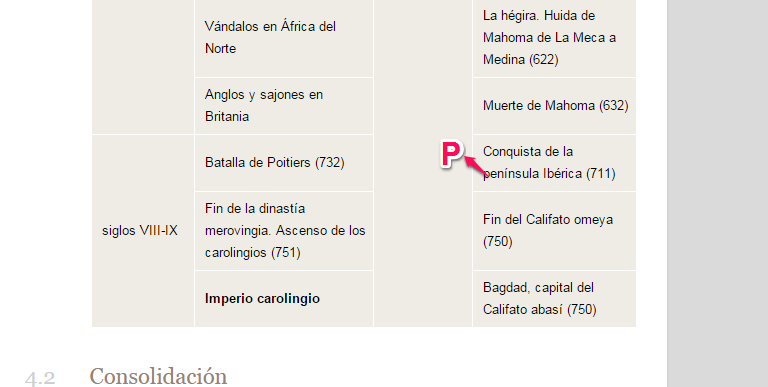 Vándalos en África del
Norte
La hégira. Huida de
Mahoma de La Meca a
Medina (622)
Anglos y sajones en
Britania
Muerte de Mahoma (632)
siglos VIII-IX
Batalla de Poitiers (732)
P
Conquista de la
península Ibérica (711)
Fin de la dinastía
merovingia. Ascenso de los
carolingios (751)
Fin del Califato omeya
(750)
Imperio carolingio
Bagdad, capital del
Califato abasí (750)
4.2 Consolidación